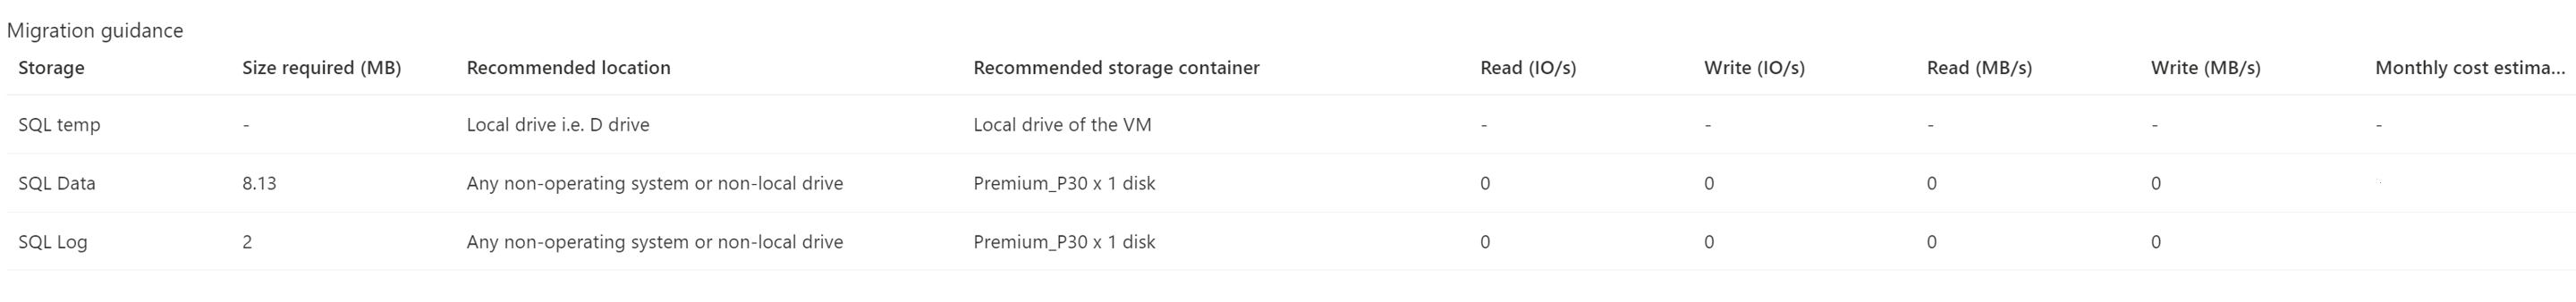 Migration guidance
Storage Size required (MB) Recommended location Recommended storage container Read (IO/s) Write (IO/s) Read (MB/s) Write (MB/s) Monthly cost estima...
SQL temp - Local drive i.e. D drive Local drive of the VM - - - - -
SQL Data 8.13 Any non-operating system or non-local drive Premium_P30 x 1 disk 0 0 0 0
SQL Log 2 Any non-operating system or non-local drive Premium_P30 x 1 disk 0 0 0 0